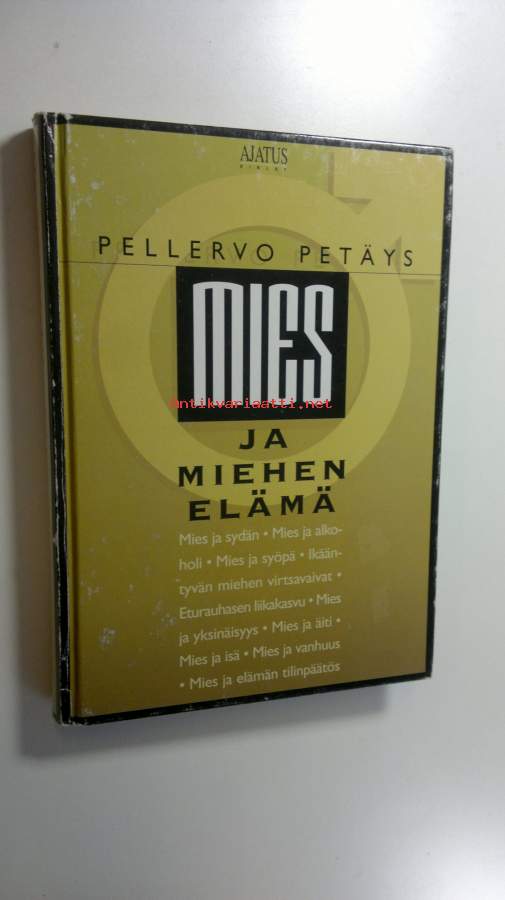 AJATUS
KIRJAT
PELLERVO PETÄYS
MIES
Antikvariaatti.net
JA
MIEHEN
ELÄMÄ
Mies ja sydän • Mies ja alko-
holi • Mies ja syöpä • Ikään-
tyvän miehen virtsavaivat •
Eturauhasen liikakasvu • Mies
ja yksinäisyys • Mies ja äiti •
Mies ja isä • Mies ja vanhuus
• Mies ja elämän tilinpäätös